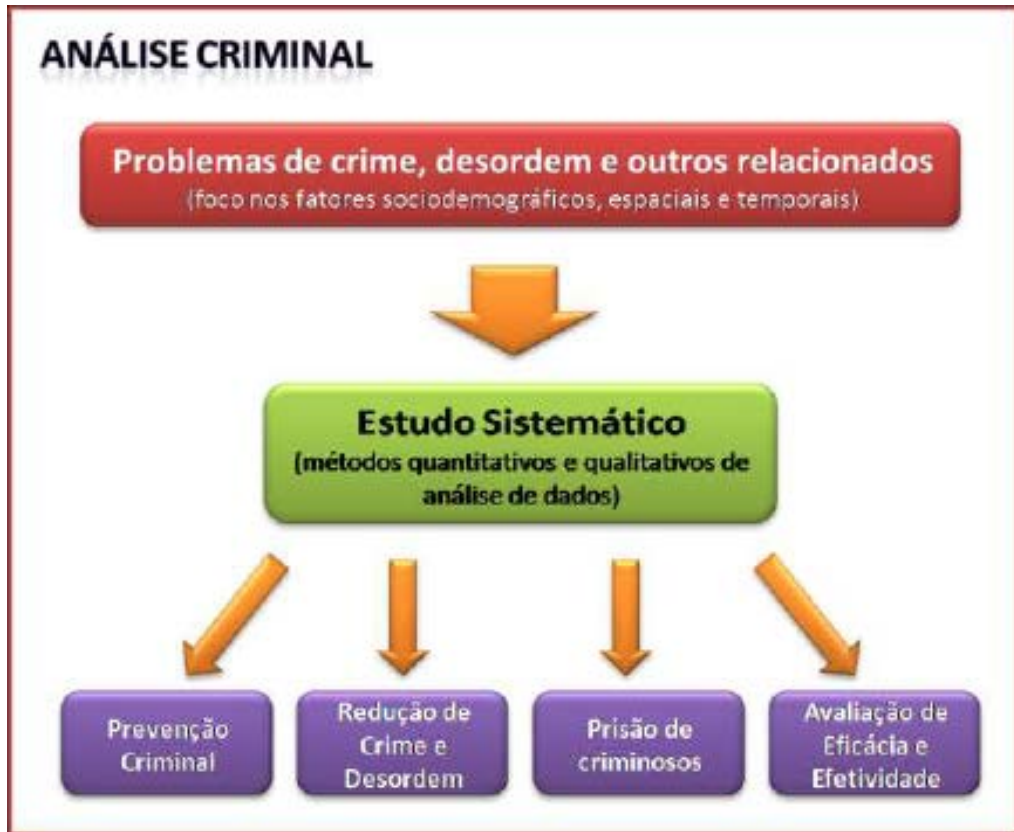 ANÁLISE CRIMINAL
Problemas de crime, desordem e outros relacionados
(foco nos fatores sociodemográficos, espaciais e temporais)
Estudo Sistemático
(métodos quantitativos e qualitativos de
análise de dados)
Prevenção
Criminal
Redução de
Crime e
Desordem
Prisão de
criminosos
Avaliação de
Eficácia e
Efetividade